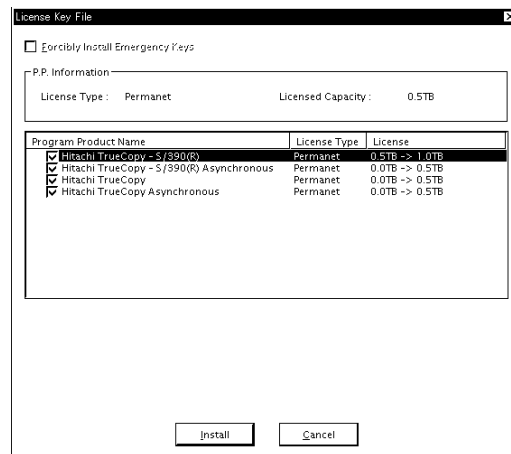 License Key File
Forcibly Install Emergency Keys
P.P. Information
License Type : Permanet Licensed Capacity : 0.5TB
Program Product Name License Type License
Hitachi TrueCopy - S/390(R) Permanet 0.5TB -> 1.0TB
Hitachi TrueCopy - S/390(R) Asynchronous Permanet 0.0TB -> 0.5TB
Hitachi TrueCopy Permanet 0.0TB -> 0.5TB
Hitachi TrueCopy Asynchronous Permanet 0.0TB -> 0.5TB
Install Cancel